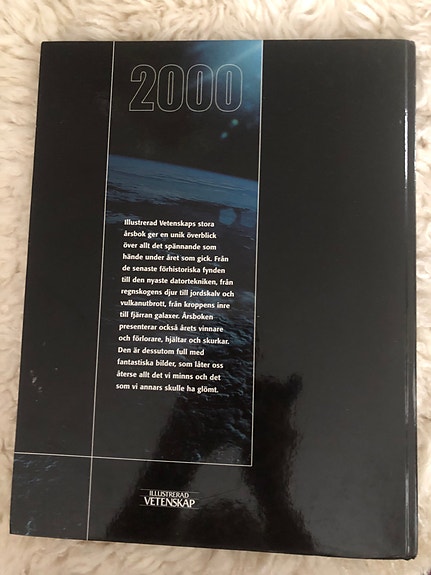 2000
Illustrerad Vetenskaps stora
årsbok ger en unik överblick
över allt det spännande som
hände under året som gick. Från
de senaste förhistoriska fynden
till den nyaste datortekniken, från
regnskogens djur till jordskalv och
vulkanutbrott, från kroppens inre
till fjärran galaxer. Årsboken
presenterar också årets vinnare
och förlorare, hjältar och skurkar.
Den är dessutom full med
fantastiska bilder, som låter oss
återse allt det vi minns och det
som vi annars skulle ha glömt.
ILLUSTRERAD
VETENSKAP